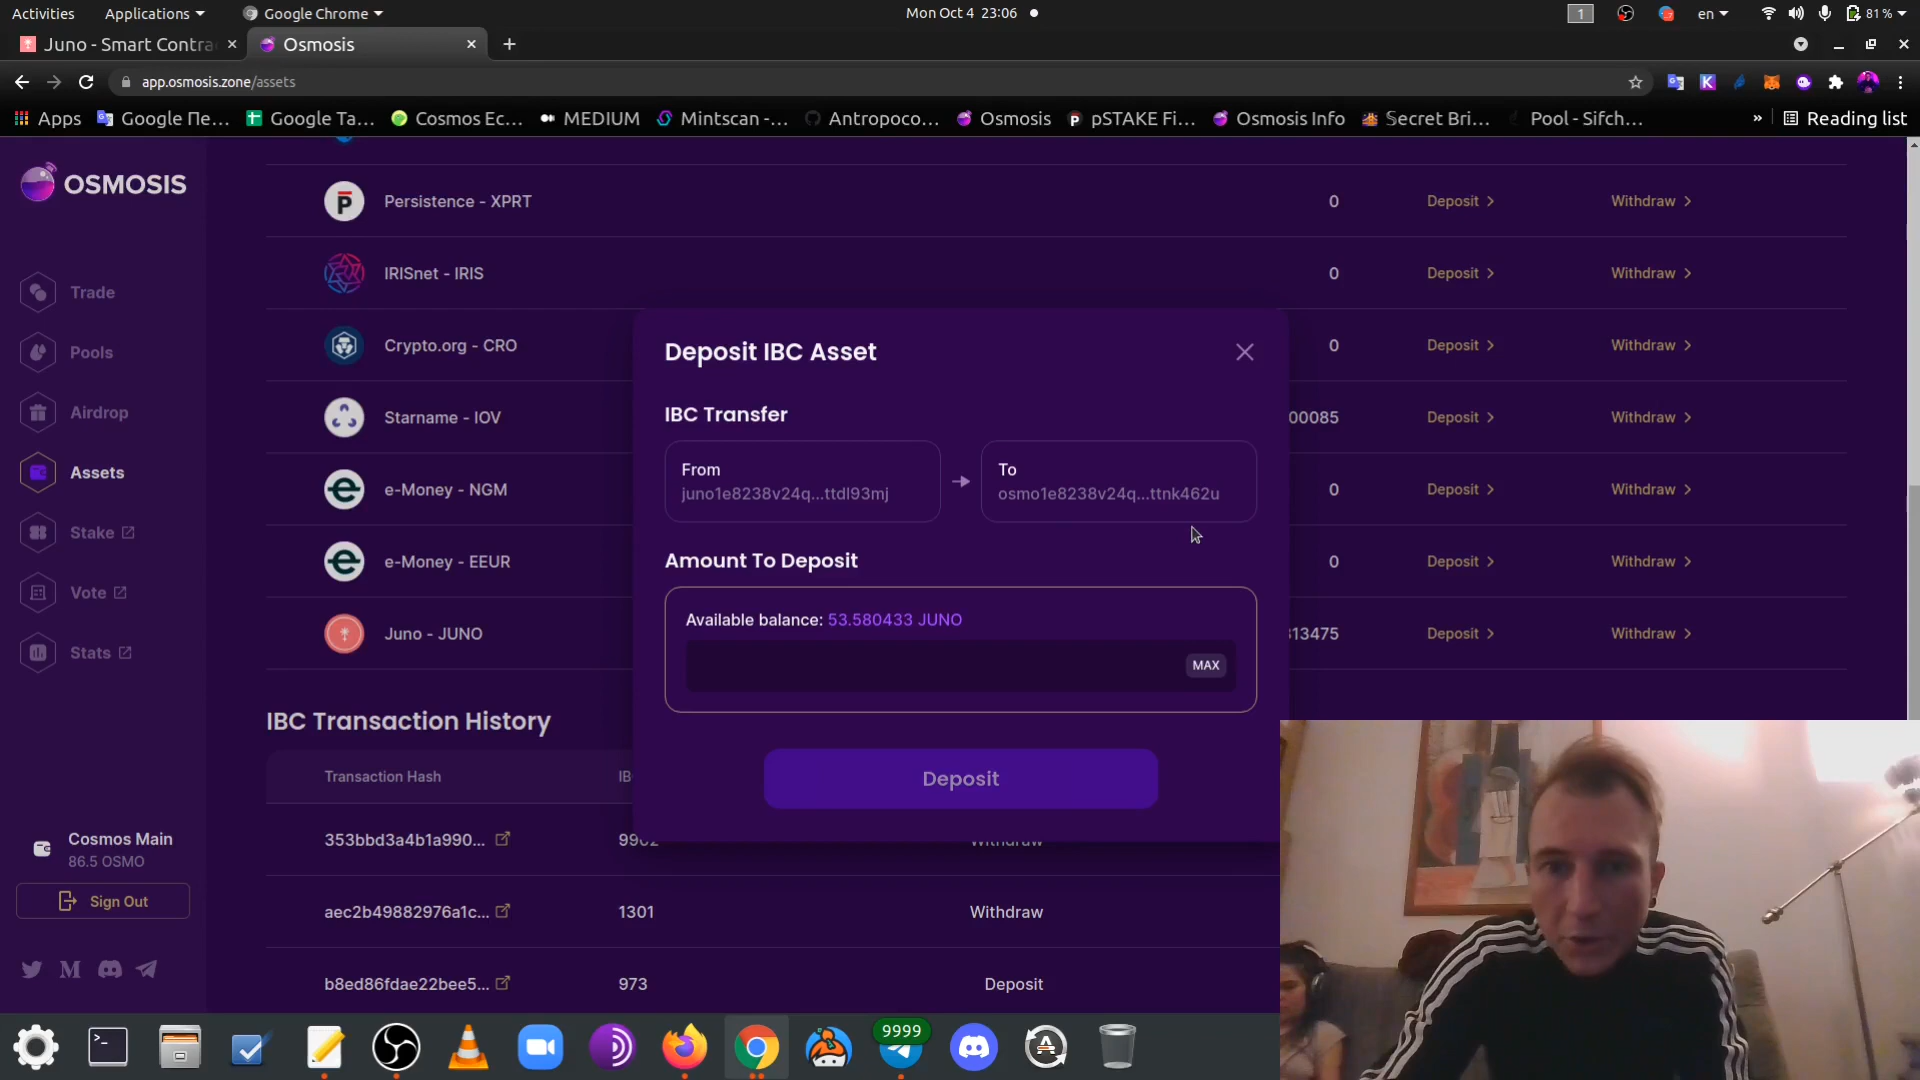 Activities Applications Google Chrome Mon Oct 4 23:06 1 en 81 %
Juno - Smart Contra Osmosis
app.osmosis.zone/assets
Apps Google Пе... Google Ta... Cosmos Ec... MEDIUM Mintscan -... Antropoco... Osmosis pSTAKE Fi... Osmosis Info Secret Bri... Pool - Sifch... » Reading list
OSMOSIS
Trade
Pools
Airdrop
Assets
Stake
Vote
Stats
Cosmos Main
86.5 OSMO
Sign Out
Persistence - XPRT 0 Deposit Withdraw
IRISnet - IRIS 0 Deposit Withdraw
Crypto.org - CRO 0 Deposit Withdraw
Starname - IOV 00085 Deposit Withdraw
e-Money - NGM 0 Deposit Withdraw
e-Money - EEUR 0 Deposit Withdraw
Juno - JUNO 13475 Deposit Withdraw
Deposit IBC Asset
IBC Transfer
From To
juno1e8238v24q...ttdl93mj osmo1e8238v24q...ttnk462u
Amount To Deposit
Available balance: 53.580433 JUNO
MAX
Deposit
IBC Transaction History
Transaction Hash IB
353bbd3a4b1a990... 9902 Withdraw
aec2b49882976a1c... 1301 Withdraw
b8ed86fdae22bee5... 973 Deposit
9999